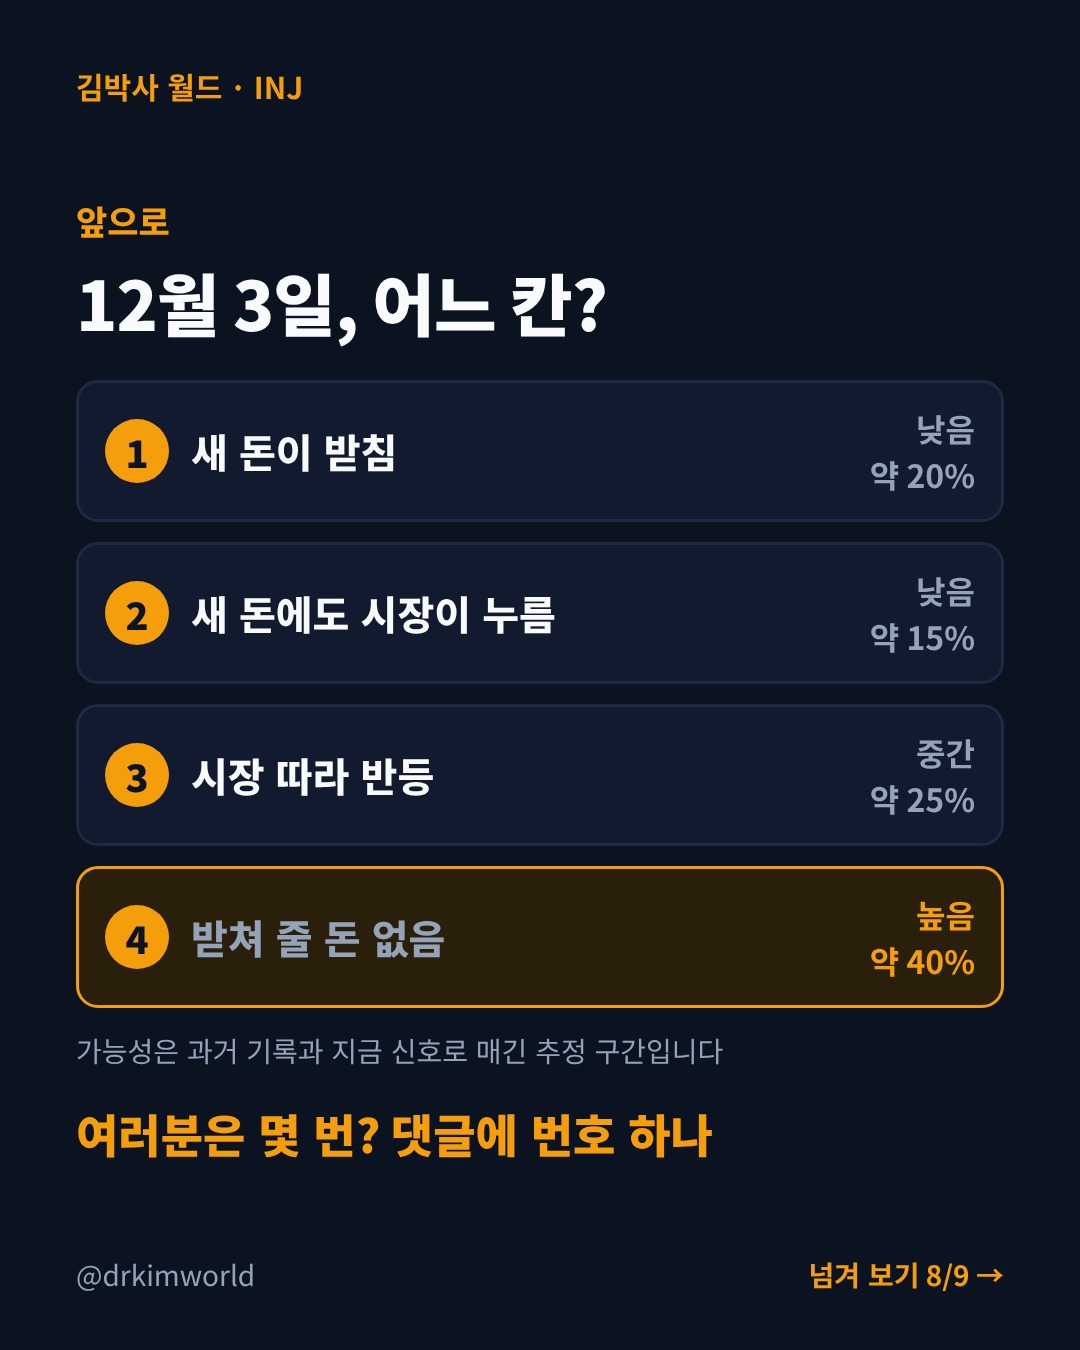 김박사 월드 · INJ
앞으로
12월 3일, 어느 칸?
1 새 돈이 받침
낮음
약 20%
2 새 돈에도 시장이 누름
낮음
약 15%
3 시장 따라 반등
중간
약 25%
4 받쳐 줄 돈 없음
높음
약 40%
가능성은 과거 기록과 지금 신호로 매긴 추정 구간입니다
여러분은 몇 번? 댓글에 번호 하나
@drkimworld
넘겨 보기 8/9 →